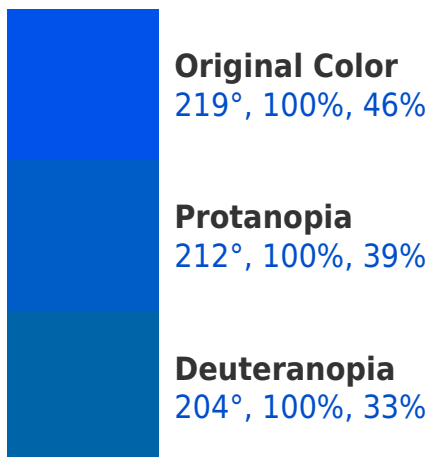 Original Color
219°, 100%, 46%
Protanopia
212°, 100%, 39%
Deuteranopia
204°, 100%, 33%